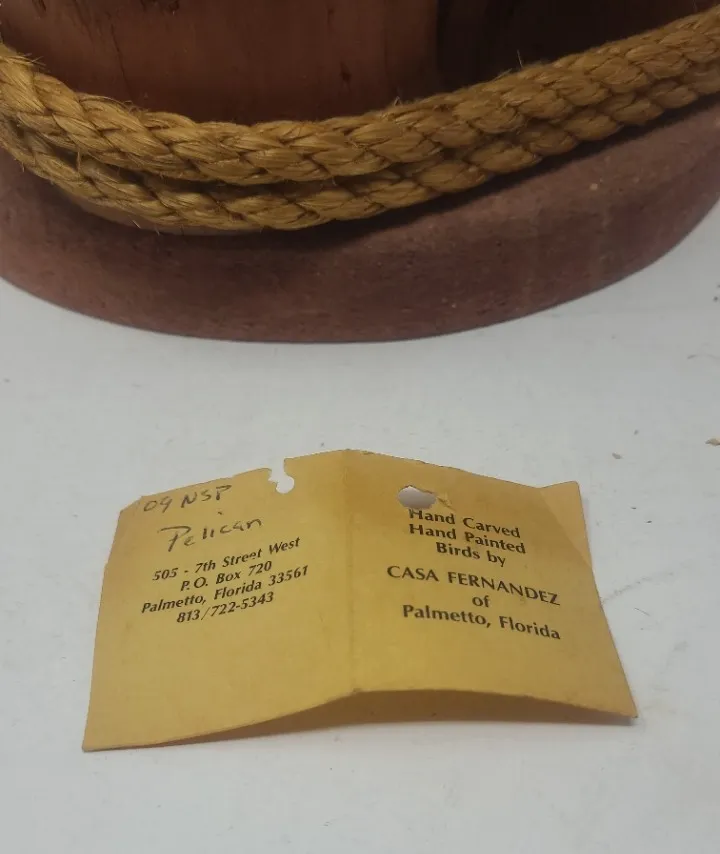 09 NSP
Pelican
505 - 7th Street West
P.O. Box 720
Palmetto, Florida 33561
813/722-5343
Hand Carved
Hand Painted
Birds by
CASA FERNANDEZ
of
Palmetto, Florida